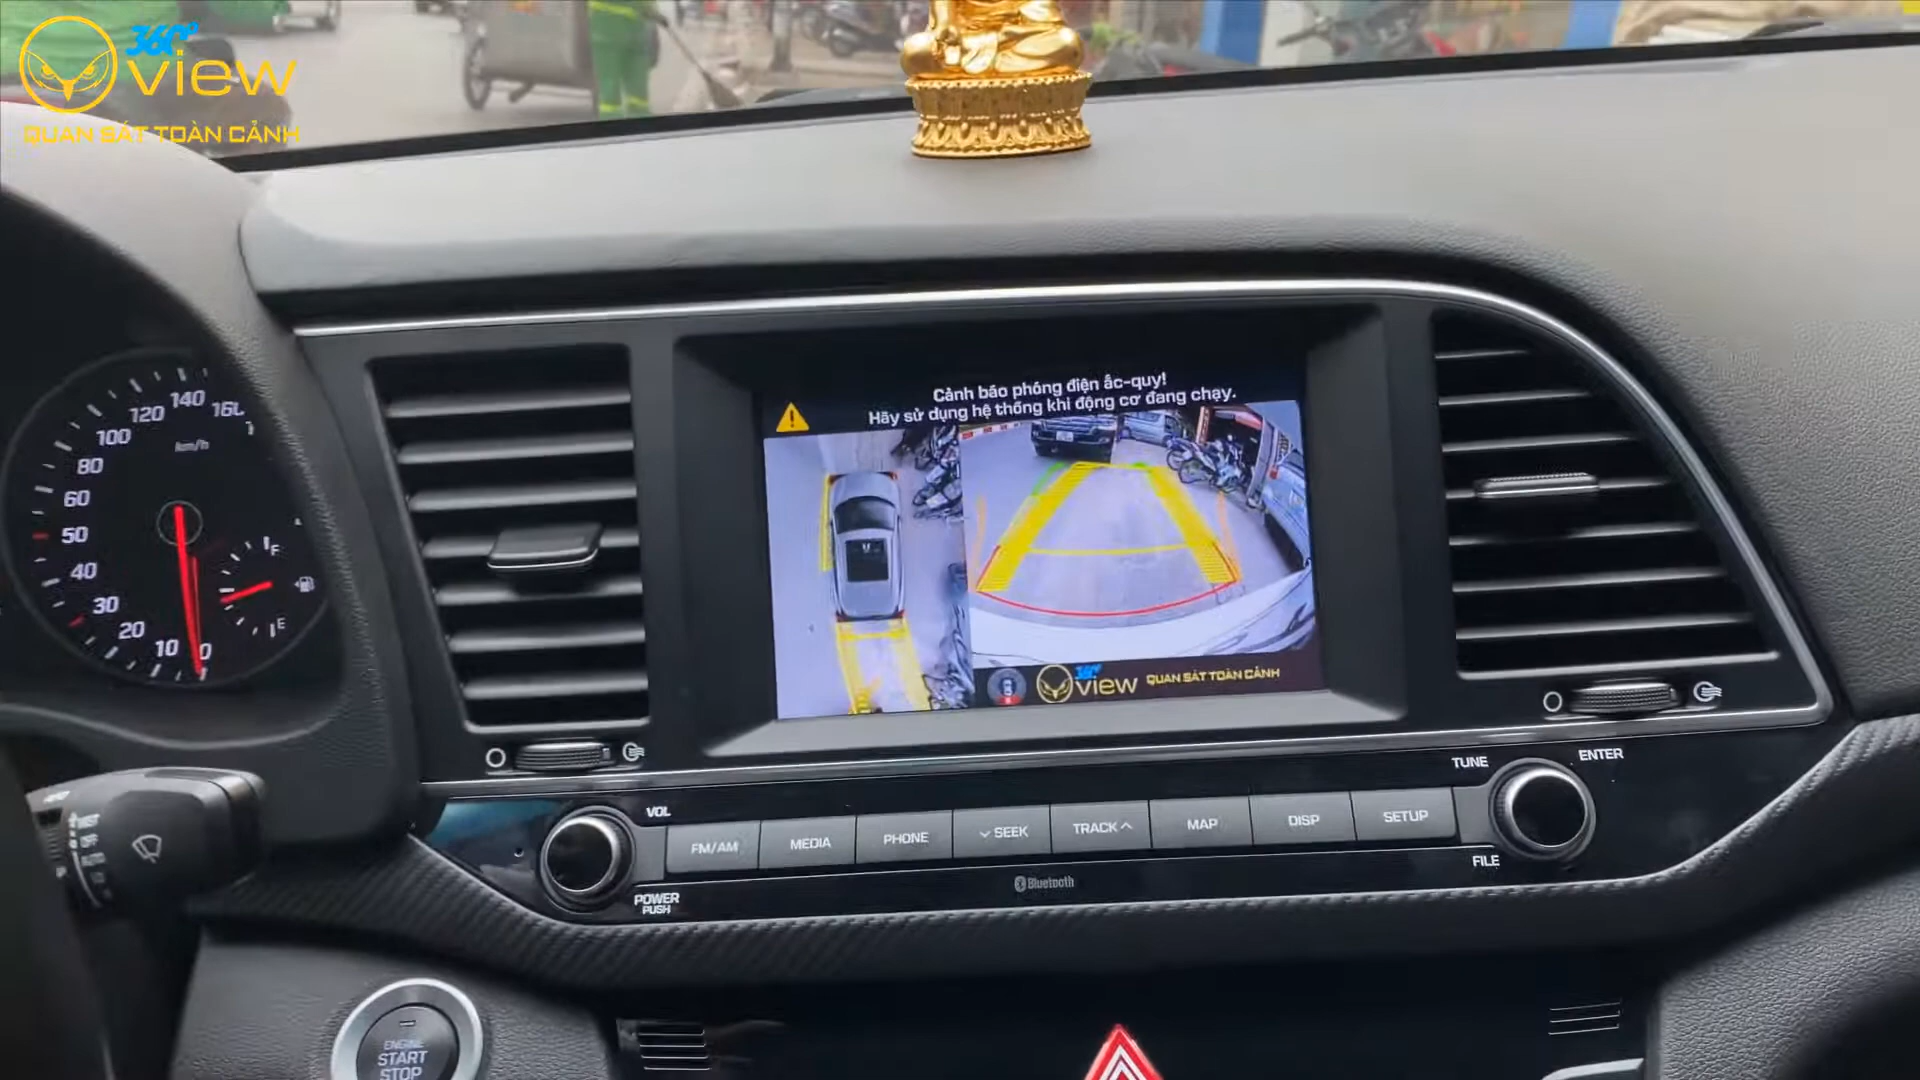 360°
view
QUAN SÁT TOÀN CẢNH
Cảnh báo phóng điện ắc-quy!
Hãy sử dụng hệ thống khi động cơ đang chạy.
360°
view QUAN SÁT TOÀN CẢNH
160
140
120
100
km/h
80
60
50
40
30
20
10
0
F
E
MIST
OFF
AUTO
VOL
POWER
PUSH
FM/AM
MEDIA
PHONE
SEEK
TRACK
MAP
DISP
SETUP
TUNE
ENTER
FILE
Bluetooth
ENGINE
START
STOP